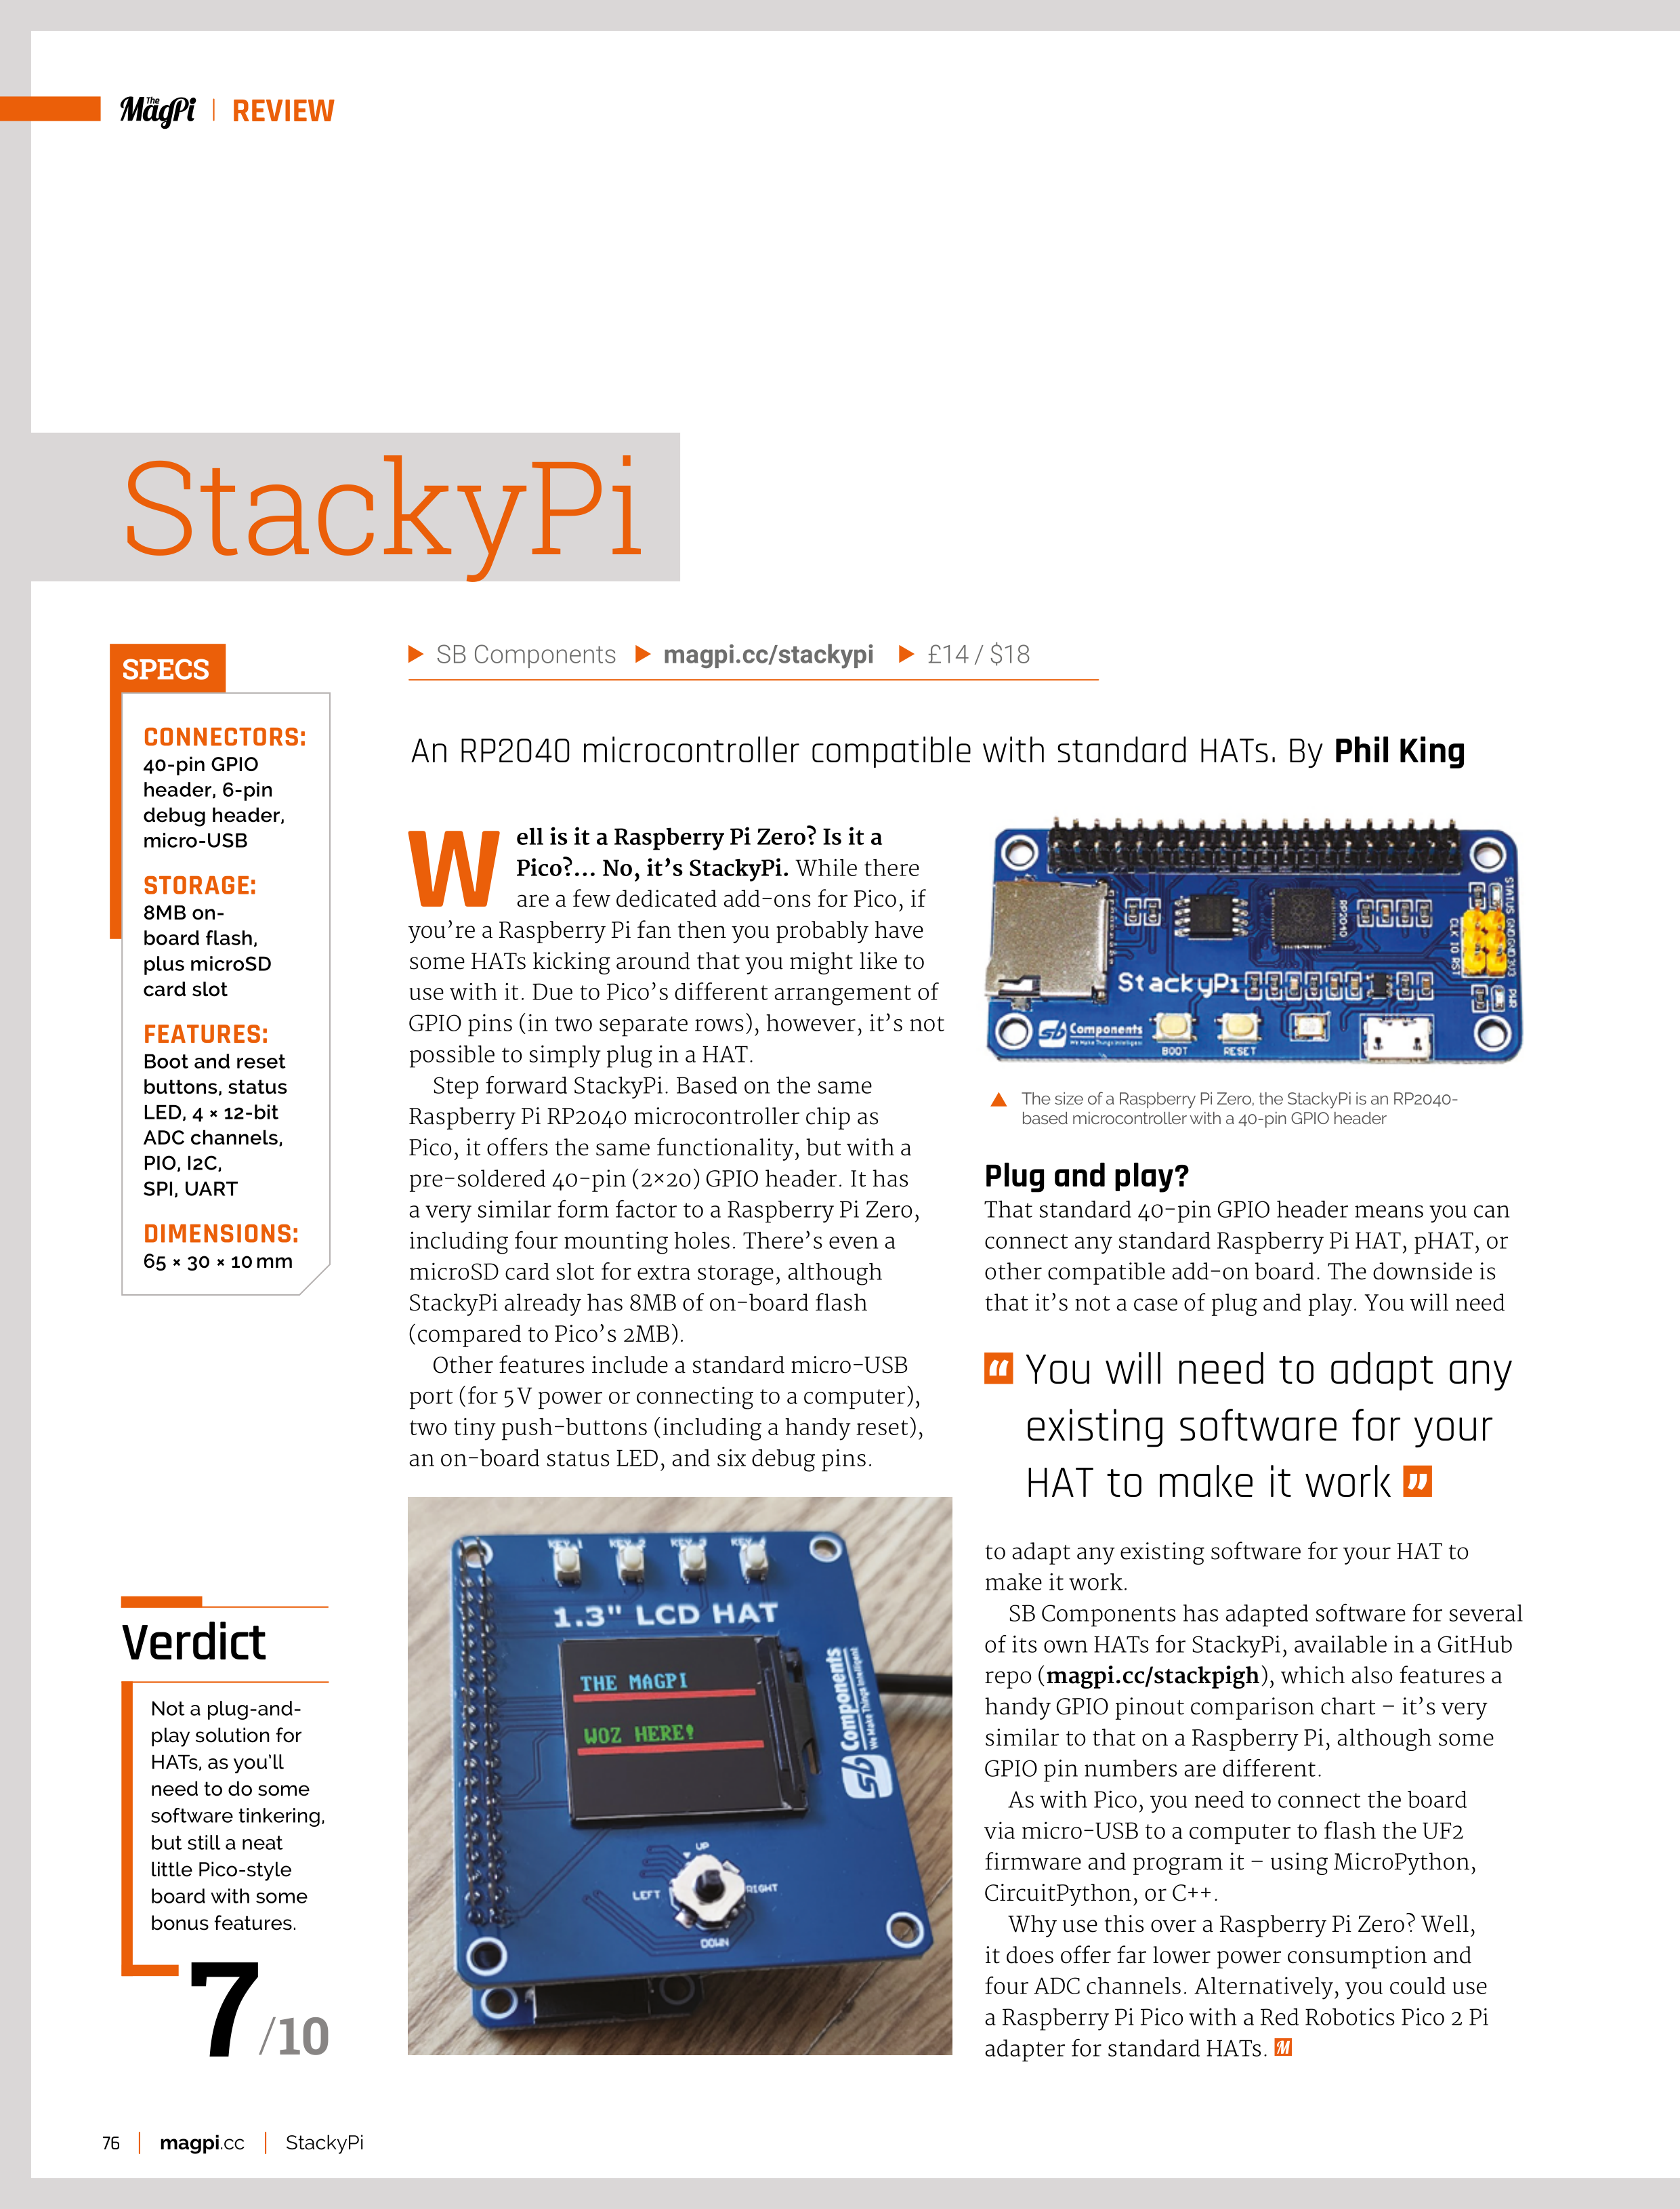 The MagPi
REVIEW
StackyPi
SB Components magpi.cc/stackypi £14 / $18
An RP2040 microcontroller compatible with standard HATs. By Phil King
SPECS
CONNECTORS:
40-pin GPIO
header, 6-pin
debug header,
micro-USB
STORAGE:
8MB on-
board flash,
plus microSD
card slot
FEATURES:
Boot and reset
buttons, status
LED, 4 × 12-bit
ADC channels,
PIO, I2C,
SPI, UART
DIMENSIONS:
65 × 30 × 10 mm
Verdict
Not a plug-and-
play solution for
HATs, as you'll
need to do some
software tinkering,
but still a neat
little Pico-style
board with some
bonus features.
7/10
Well is it a Raspberry Pi Zero? Is it a
Pico?… No, it's StackyPi. While there
are a few dedicated add-ons for Pico, if
you're a Raspberry Pi fan then you probably have
some HATs kicking around that you might like to
use with it. Due to Pico's different arrangement of
GPIO pins (in two separate rows), however, it's not
possible to simply plug in a HAT.
Step forward StackyPi. Based on the same
Raspberry Pi RP2040 microcontroller chip as
Pico, it offers the same functionality, but with a
pre-soldered 40-pin (2×20) GPIO header. It has
a very similar form factor to a Raspberry Pi Zero,
including four mounting holes. There's even a
microSD card slot for extra storage, although
StackyPi already has 8MB of on-board flash
(compared to Pico's 2MB).
Other features include a standard micro-USB
port (for 5 V power or connecting to a computer),
two tiny push-buttons (including a handy reset),
an on-board status LED, and six debug pins.
KEY 1 KEY 2 KEY 3 KEY 4
1.3" LCD HAT
THE MAGPI
WOZ HERE!
sb Components
We Make Things Intelligent
UP
LEFT
RIGHT
DOWN
RP2040
STATUS
CLK IO RST
PWR
StackyPi
sb Components
We Make Things Intelligent
BOOT
RESET
The size of a Raspberry Pi Zero, the StackyPi is an RP2040-
based microcontroller with a 40-pin GPIO header
Plug and play?
That standard 40-pin GPIO header means you can
connect any standard Raspberry Pi HAT, pHAT, or
other compatible add-on board. The downside is
that it's not a case of plug and play. You will need
“ You will need to adapt any
existing software for your
HAT to make it work ”
to adapt any existing software for your HAT to
make it work.
SB Components has adapted software for several
of its own HATs for StackyPi, available in a GitHub
repo (magpi.cc/stackpigh), which also features a
handy GPIO pinout comparison chart – it's very
similar to that on a Raspberry Pi, although some
GPIO pin numbers are different.
As with Pico, you need to connect the board
via micro-USB to a computer to flash the UF2
firmware and program it – using MicroPython,
CircuitPython, or C++.
Why use this over a Raspberry Pi Zero? Well,
it does offer far lower power consumption and
four ADC channels. Alternatively, you could use
a Raspberry Pi Pico with a Red Robotics Pico 2 Pi
adapter for standard HATs. M
76 magpi.cc StackyPi